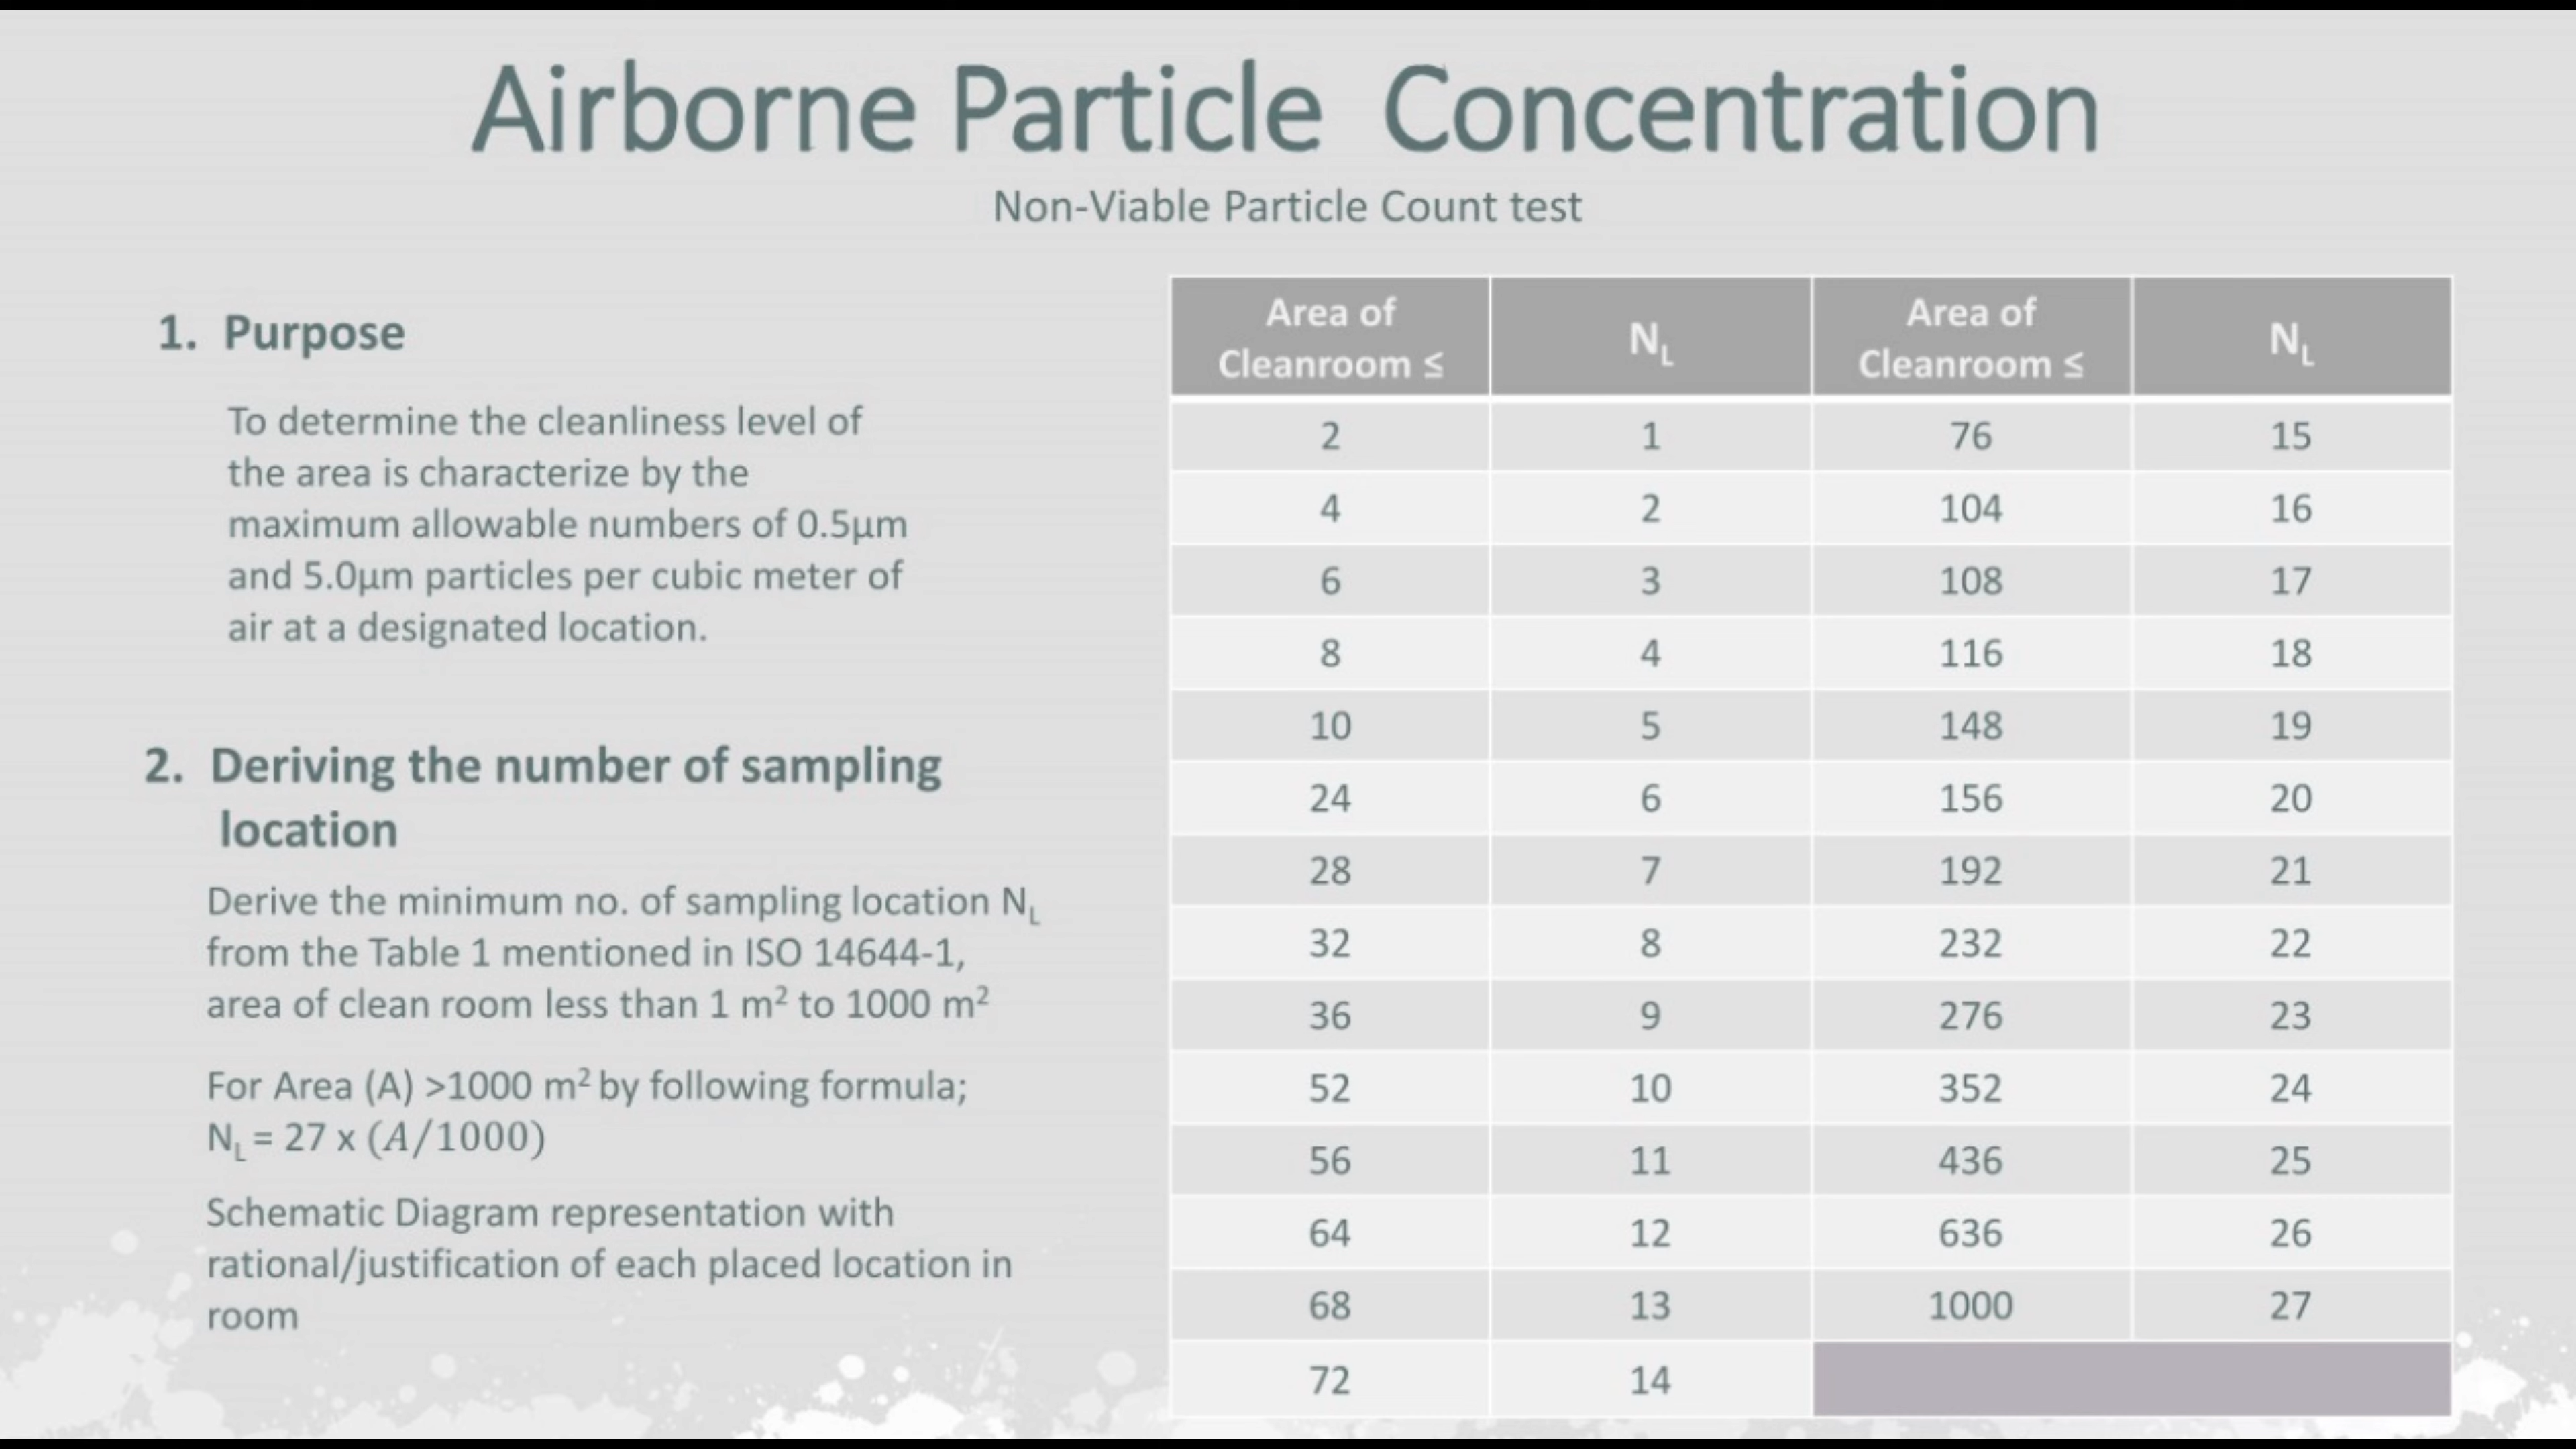 Airborne Particle  Concentration
Non-Viable Particle Count test
1. Purpose
To determine the cleanliness level of
the area is characterize by the
maximum allowable numbers of 0.5µm
and 5.0µm particles per cubic meter of
air at a designated location.
2. Deriving the number of sampling
location
Derive the minimum no. of sampling location N_L
from the Table 1 mentioned in ISO 14644-1,
area of clean room less than 1 m² to 1000 m²
For Area (A) >1000 m² by following formula;
N_L = 27 x (A/1000)
Schematic Diagram representation with
rational/justification of each placed location in
room
Area of Cleanroom ≤ N_L Area of Cleanroom ≤ N_L
2 1 76 15
4 2 104 16
6 3 108 17
8 4 116 18
10 5 148 19
24 6 156 20
28 7 192 21
32 8 232 22
36 9 276 23
52 10 352 24
56 11 436 25
64 12 636 26
68 13 1000 27
72 14